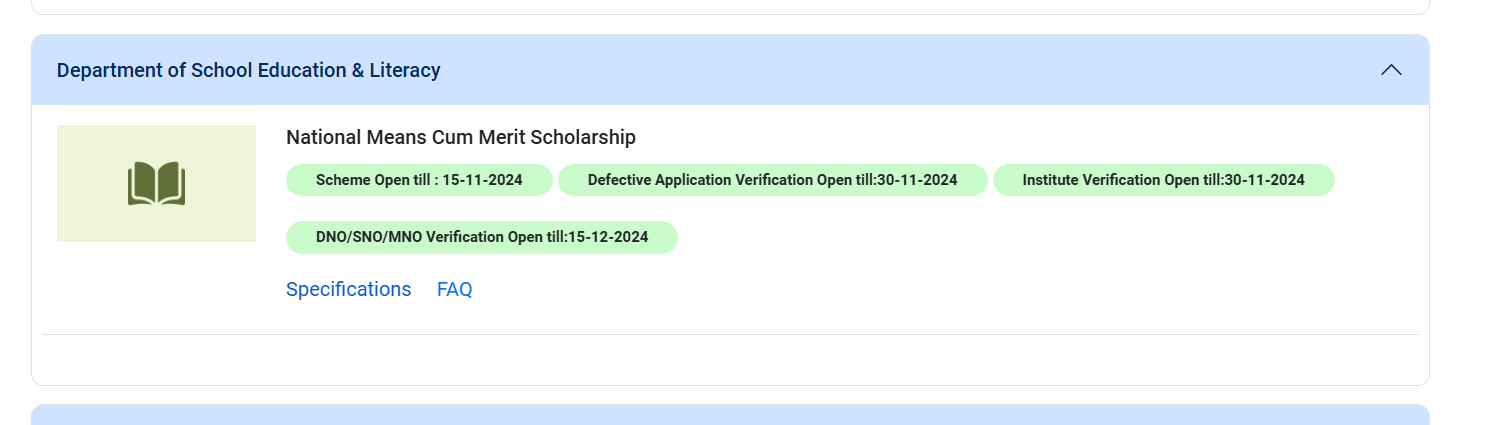 Department of School Education & Literacy
National Means Cum Merit Scholarship
Scheme Open till : 15-11-2024 Defective Application Verification Open till:30-11-2024 Institute Verification Open till:30-11-2024
DNO/SNO/MNO Verification Open till:15-12-2024
Specifications FAQ